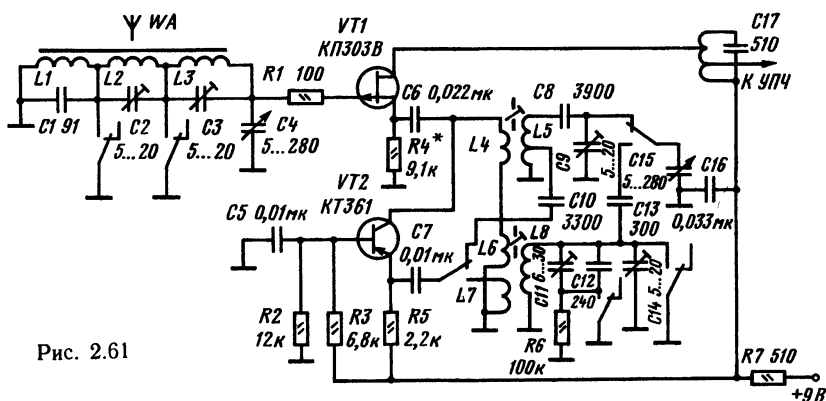 WA
VT1
КП303В
C17
510
L1
L2
L3
R1 100
C6 0,022мк
C8 3900
К УПЧ
C1 91
C2
5...20
C3
5...20
C4
5...280
R4*
9,1к
L4
L5
C9
5...20
C15
5...280
C16
0,033мк
VT2
КТ361
C5 0,01мк
C7
0,01мк
C10
3300
C13
300
L6
L8
L7
C11 6...30
C12
240
C14 5...20
R2
12к
R3
6,8к
R5
2,2к
R6
100к
R7 510
+9В
Рис. 2.61